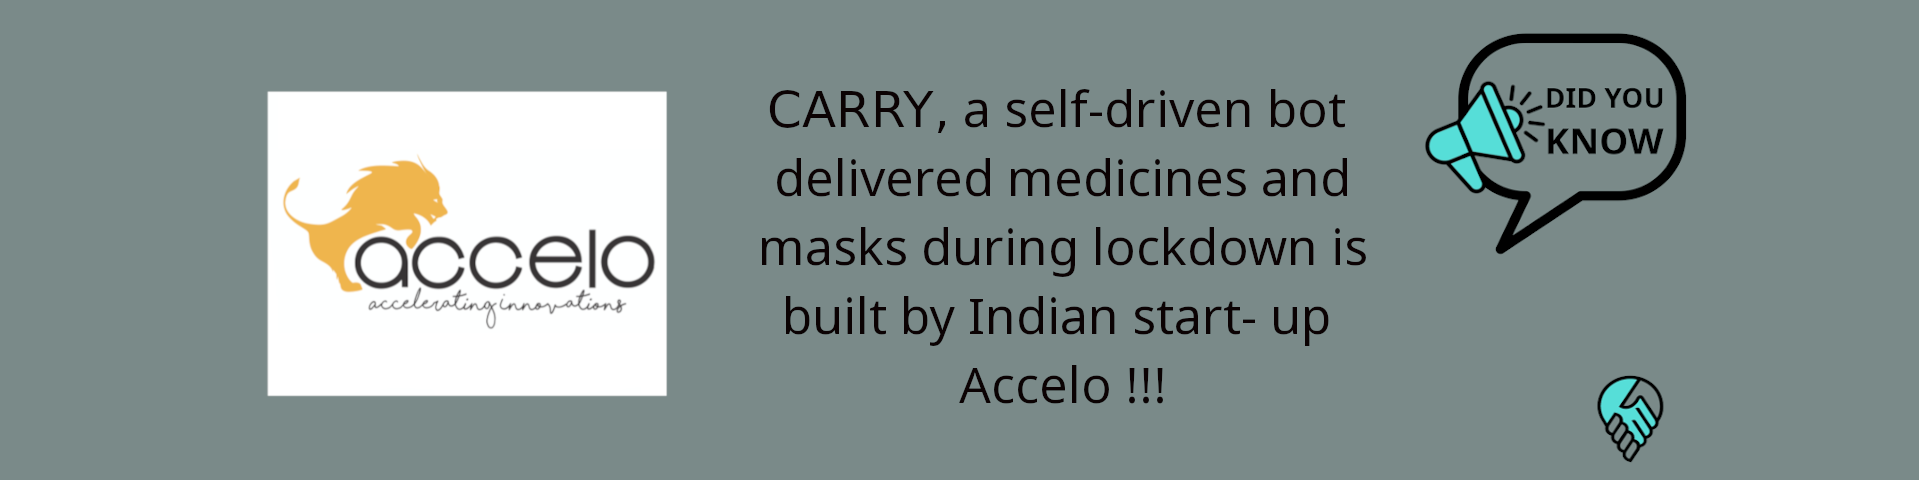 accelo
accelerating innovations
CARRY, a self-driven bot
delivered medicines and
masks during lockdown is
built by Indian start- up
Accelo !!!
DID YOU
KNOW